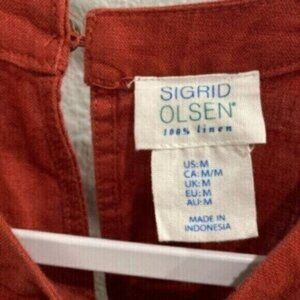 SIGRID
OLSEN®
100% linen
US: M
CA: M/M
UK: M
EU: M
AU: M
MADE IN
INDONESIA